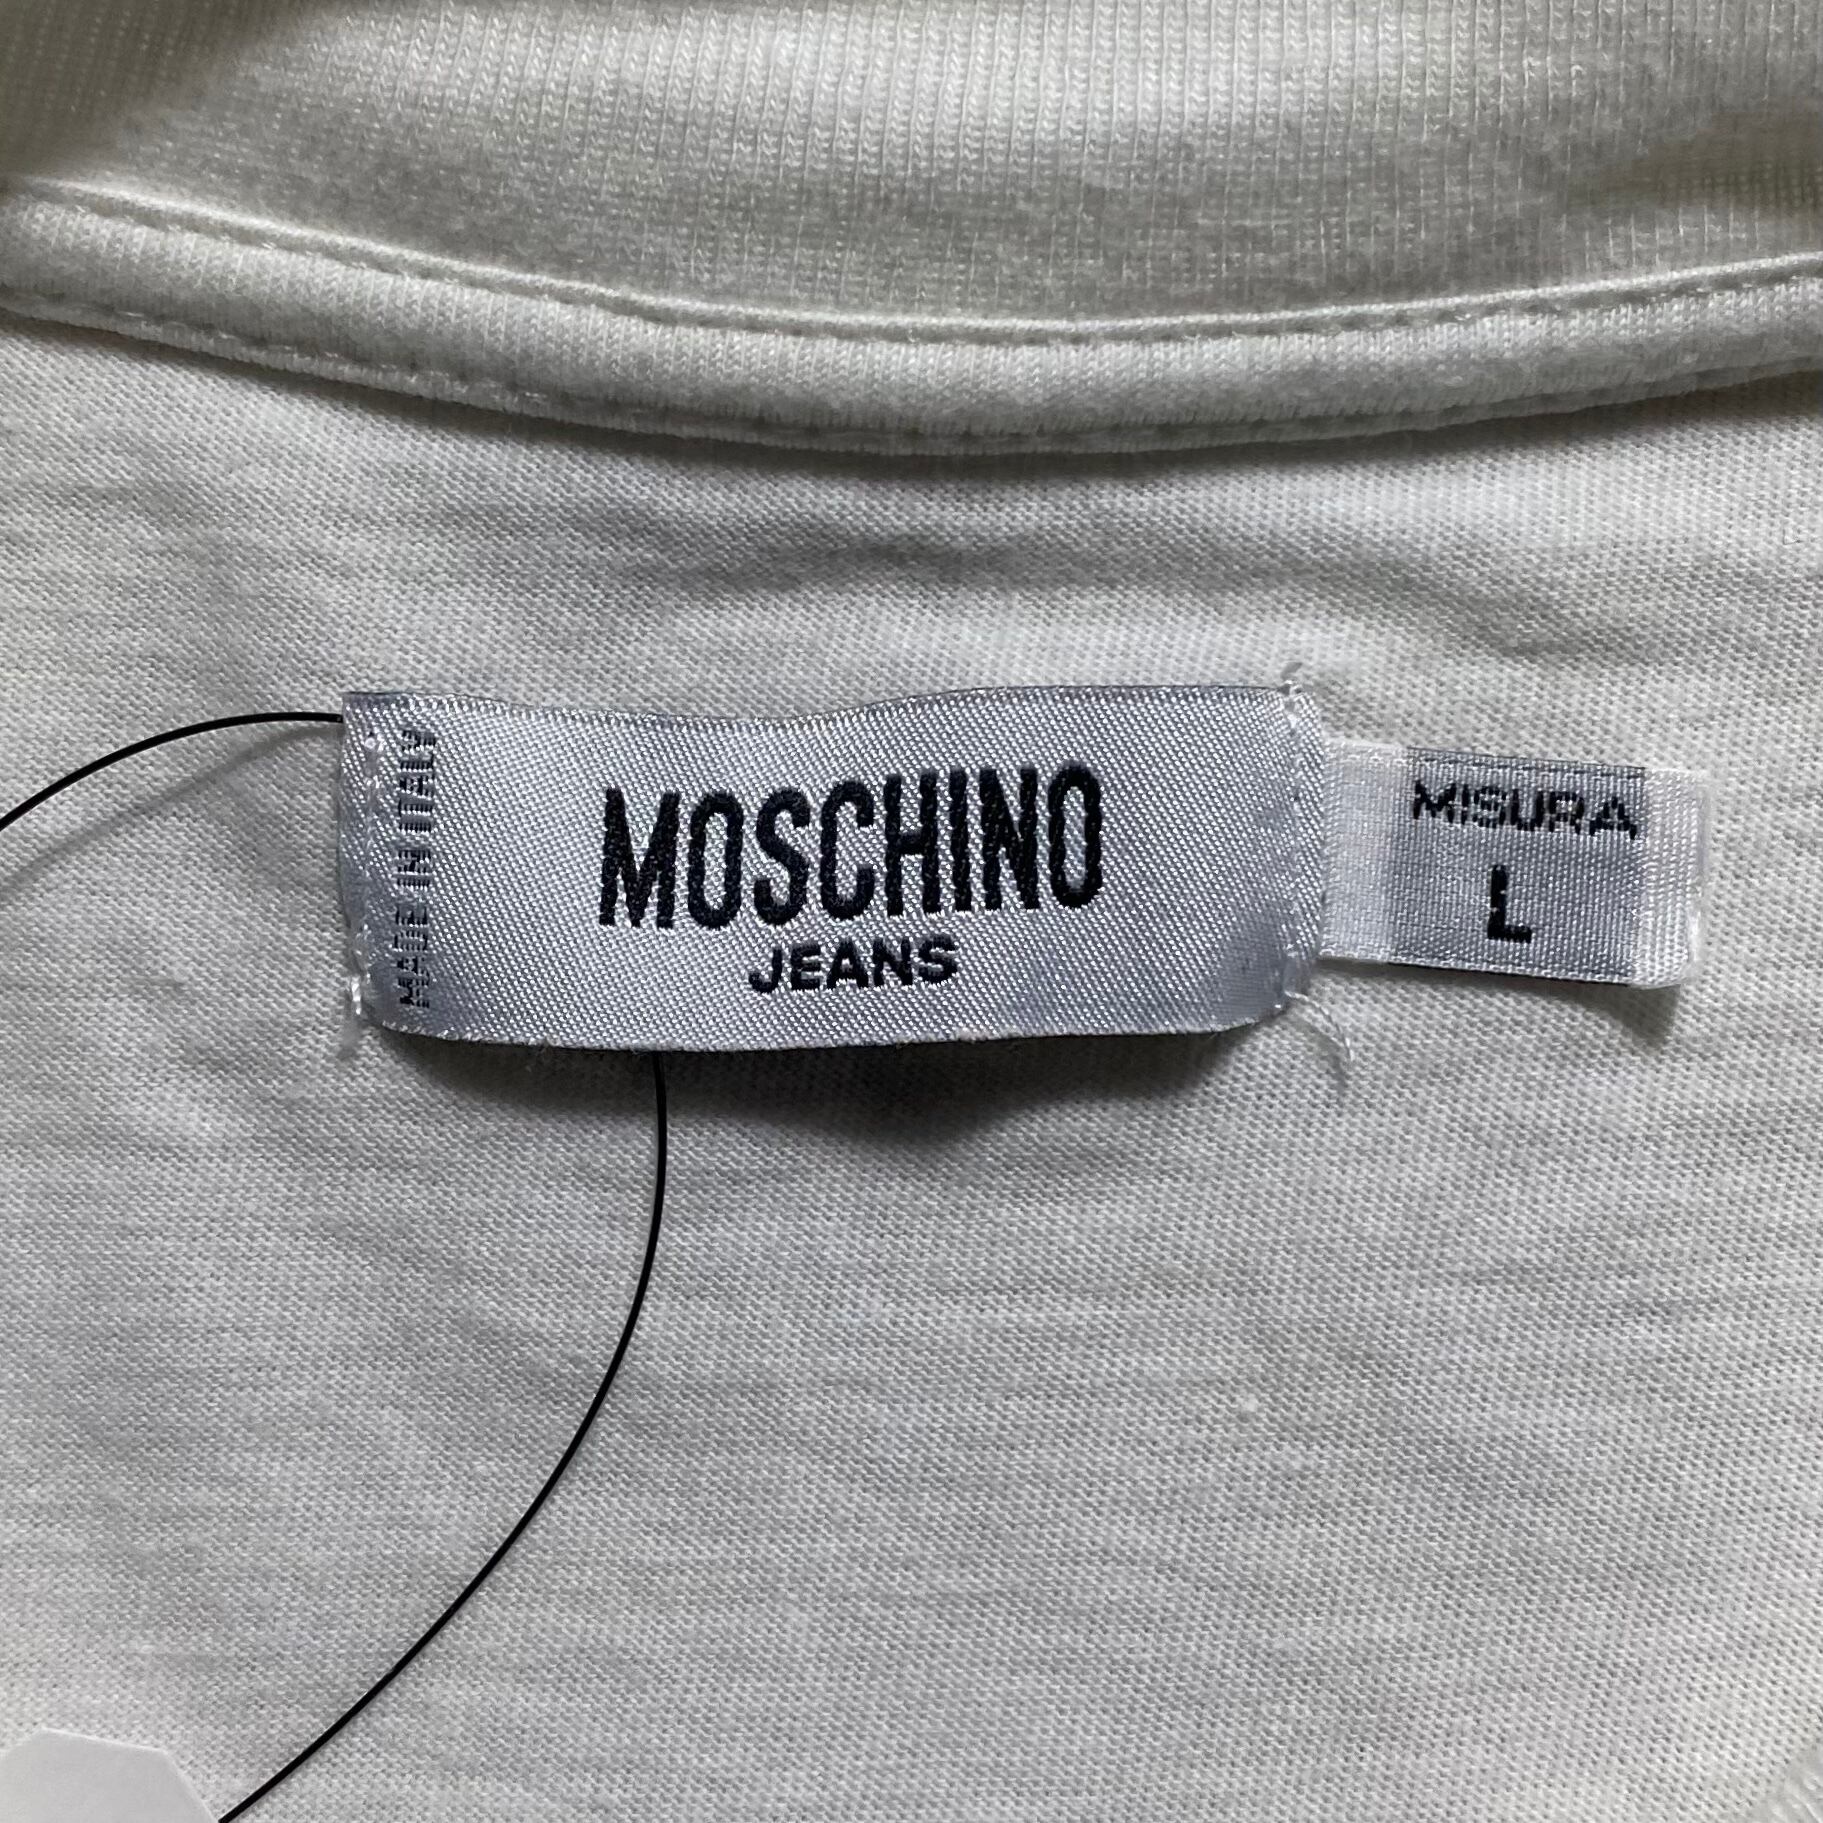 MADE IN ITALY
MOSCHINO
JEANS
MISURA
L